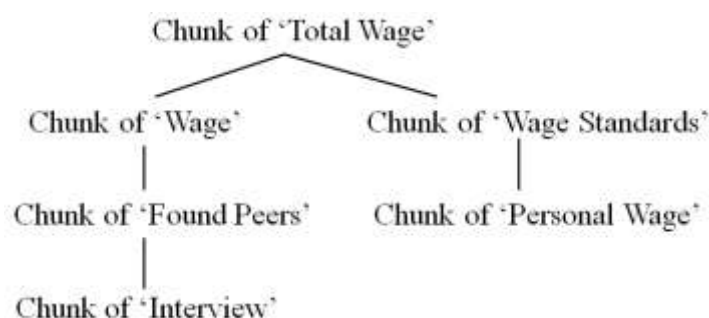 Chunk of ‘Total Wage’
Chunk of ‘Wage’
Chunk of ‘Wage Standards’
Chunk of ‘Found Peers’
Chunk of ‘Personal Wage’
Chunk of ‘Interview’